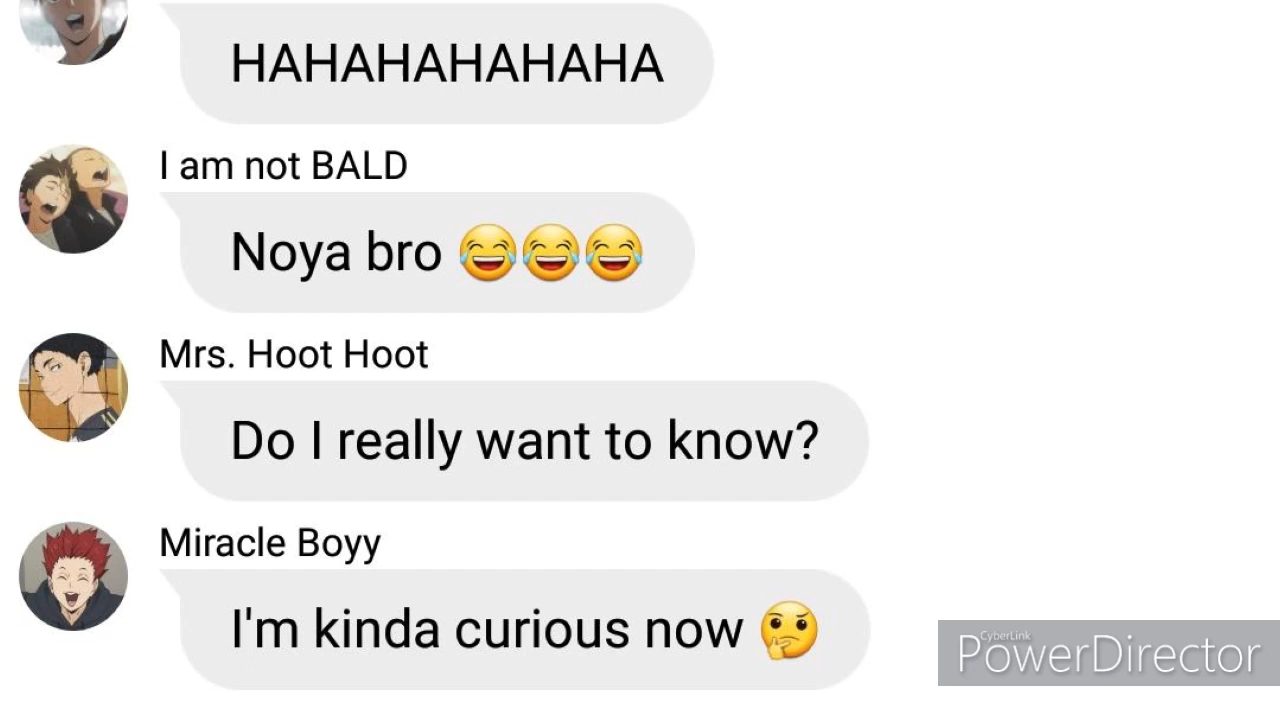 HAHAHAHAHAHA
I am not BALD
Noya bro 😂😂😂
Mrs. Hoot Hoot
Do I really want to know?
Miracle Boyy
I'm kinda curious now 🤔
CyberLink
PowerDirector